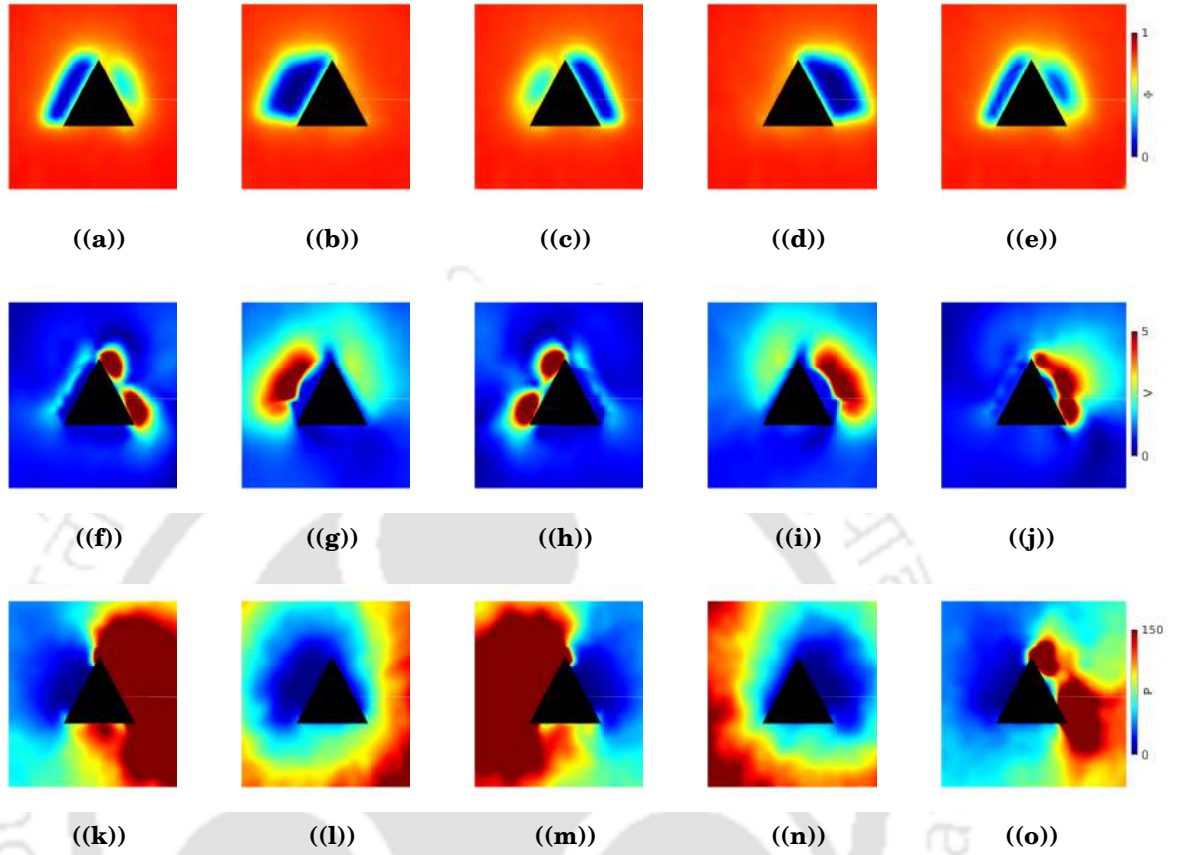 1
Φ
0
((a)) ((b)) ((c)) ((d)) ((e))
5
V
0
((f)) ((g)) ((h)) ((i)) ((j))
150
P
0
((k)) ((l)) ((m)) ((n)) ((o))